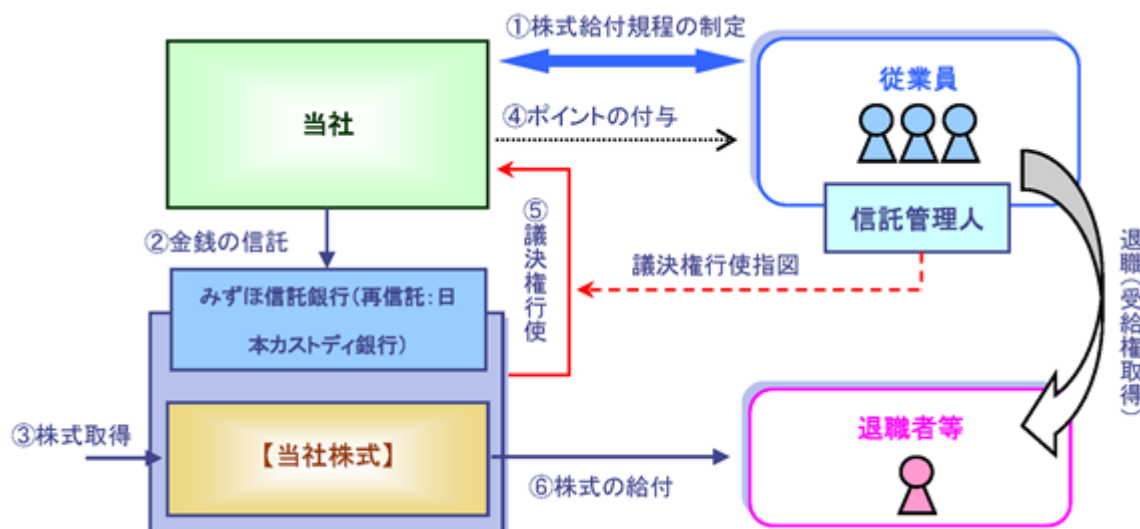 ①株式給付規程の制定
従業員
当社
④ポイントの付与
信託管理人
②金銭の信託
⑤議決権行使
議決権行使指図
退職(受給権取得)
みずほ信託銀行(再信託:日
本カストディ銀行)
③株式取得
【当社株式】
退職者等
⑥株式の給付